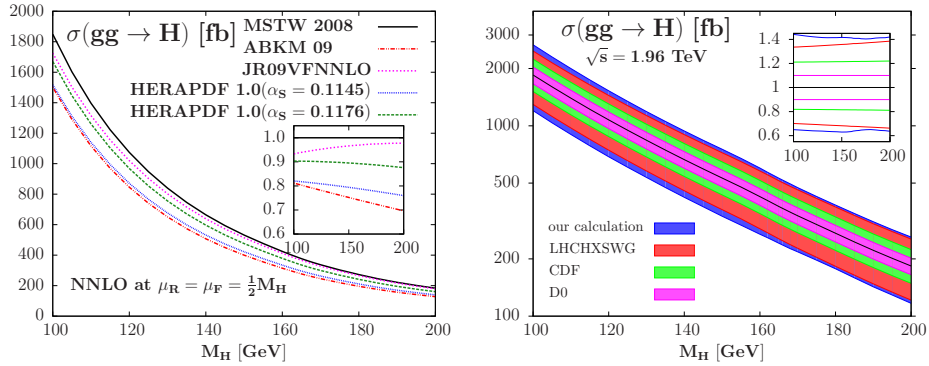 σ(gg → H) [fb]
MSTW 2008
ABKM 09
JR09VFNNLO
HERAPDF 1.0(αS = 0.1145)
HERAPDF 1.0(αS = 0.1176)
2000
1800
1600
1400
1200
1000
800
600
400
200
0
1.0
0.9
0.8
0.7
0.6
100 150 200
NNLO at μR = μF = ½MH
100 120 140 160 180 200
MH [GeV]
σ(gg → H) [fb]
√s = 1.96 TeV
3000
2000
1000
500
200
100
1.4
1.2
1
0.8
0.6
100 150 200
our calculation
LHCHXSWG
CDF
D0
100 120 140 160 180 200
MH [GeV]